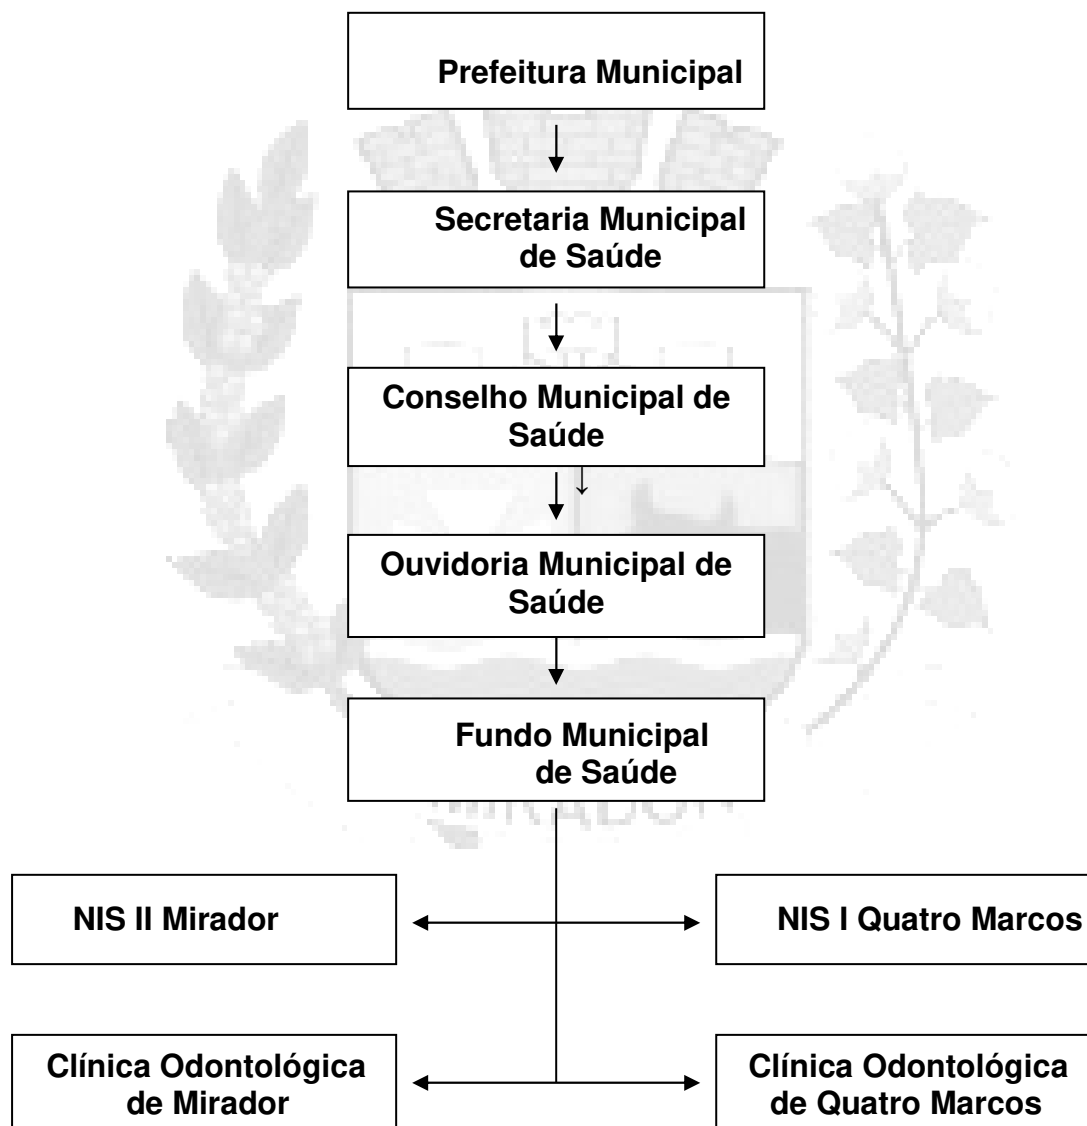 Prefeitura Municipal
Secretaria Municipal
de Saúde
Conselho Municipal de
Saúde
↓
Ouvidoria Municipal de
Saúde
Fundo Municipal
de Saúde
MIRADOR
NIS II Mirador
NIS I Quatro Marcos
Clínica Odontológica
de Mirador
Clínica Odontológica
de Quatro Marcos